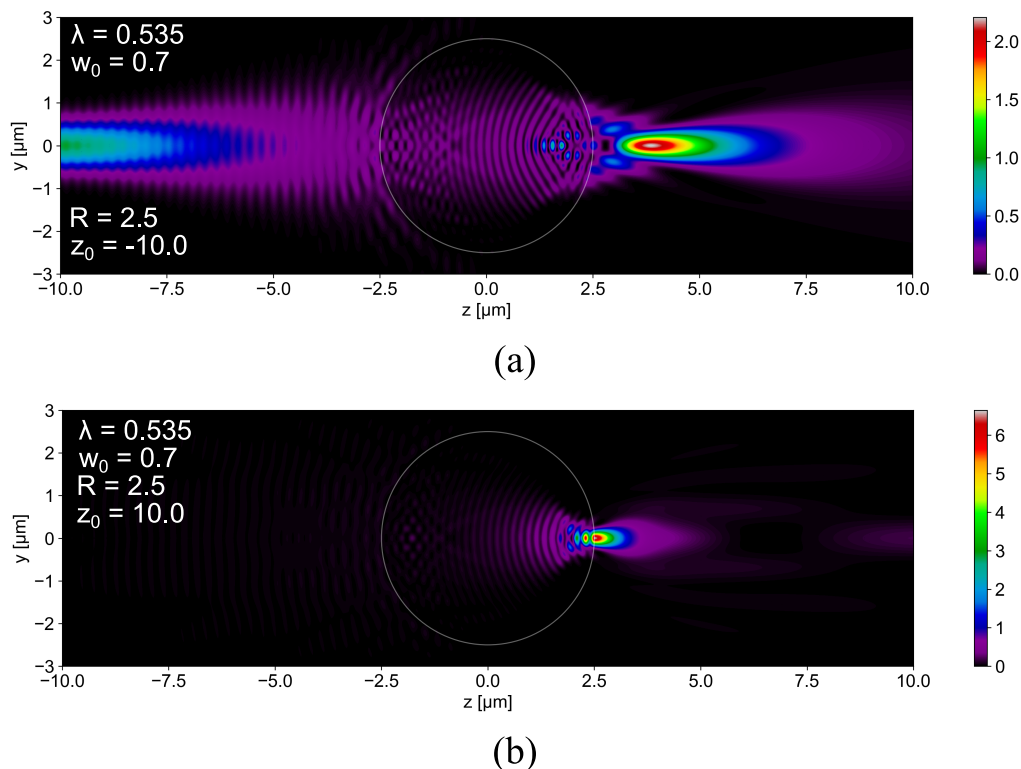 3
2
1
0
−1
−2
−3
y [µm]
λ = 0.535
w₀ = 0.7
R = 2.5
z₀ = -10.0
−10.0 −7.5 −5.0 −2.5 0.0 2.5 5.0 7.5 10.0
z [µm]
2.0
1.5
1.0
0.5
0.0
(a)
3
2
1
0
−1
−2
−3
y [µm]
λ = 0.535
w₀ = 0.7
R = 2.5
z₀ = 10.0
−10.0 −7.5 −5.0 −2.5 0.0 2.5 5.0 7.5 10.0
z [µm]
6
5
4
3
2
1
0
(b)